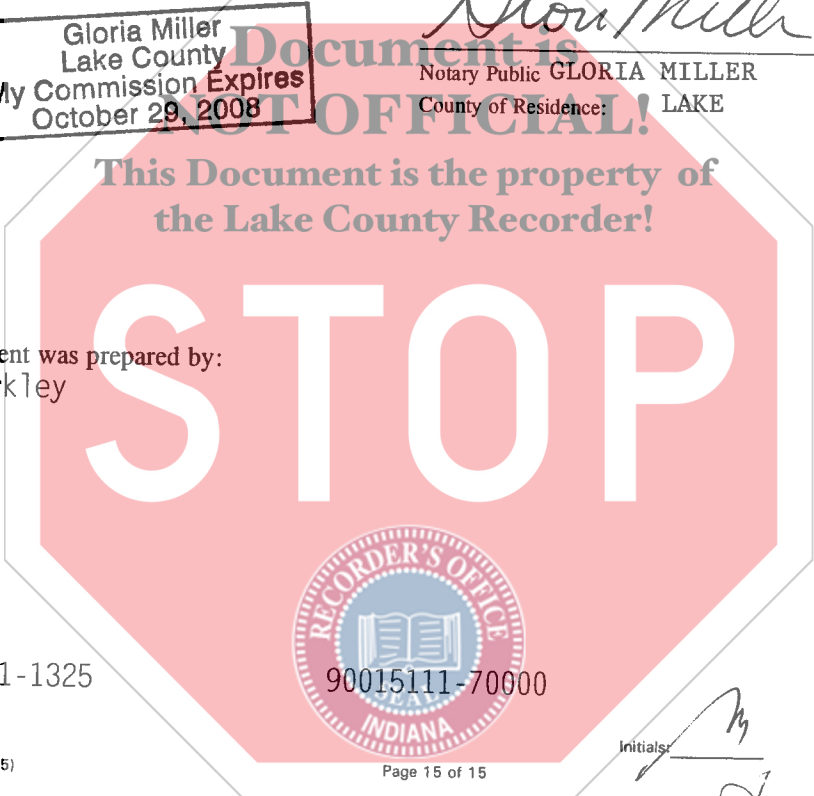 Gloria Miller
Lake County
My Commission Expires
October 29, 2008
Notary Public GLORIA MILLER
County of Residence: LAKE
Document is
NOT OFFICIAL!
This Document is the property of
the Lake County Recorder!
ent was prepared by:
kley
STOP
RECORDER'S OFFICE
SEAL
INDIANA
1-1325
90015111-70000
Initials:
5)
Page 15 of 15